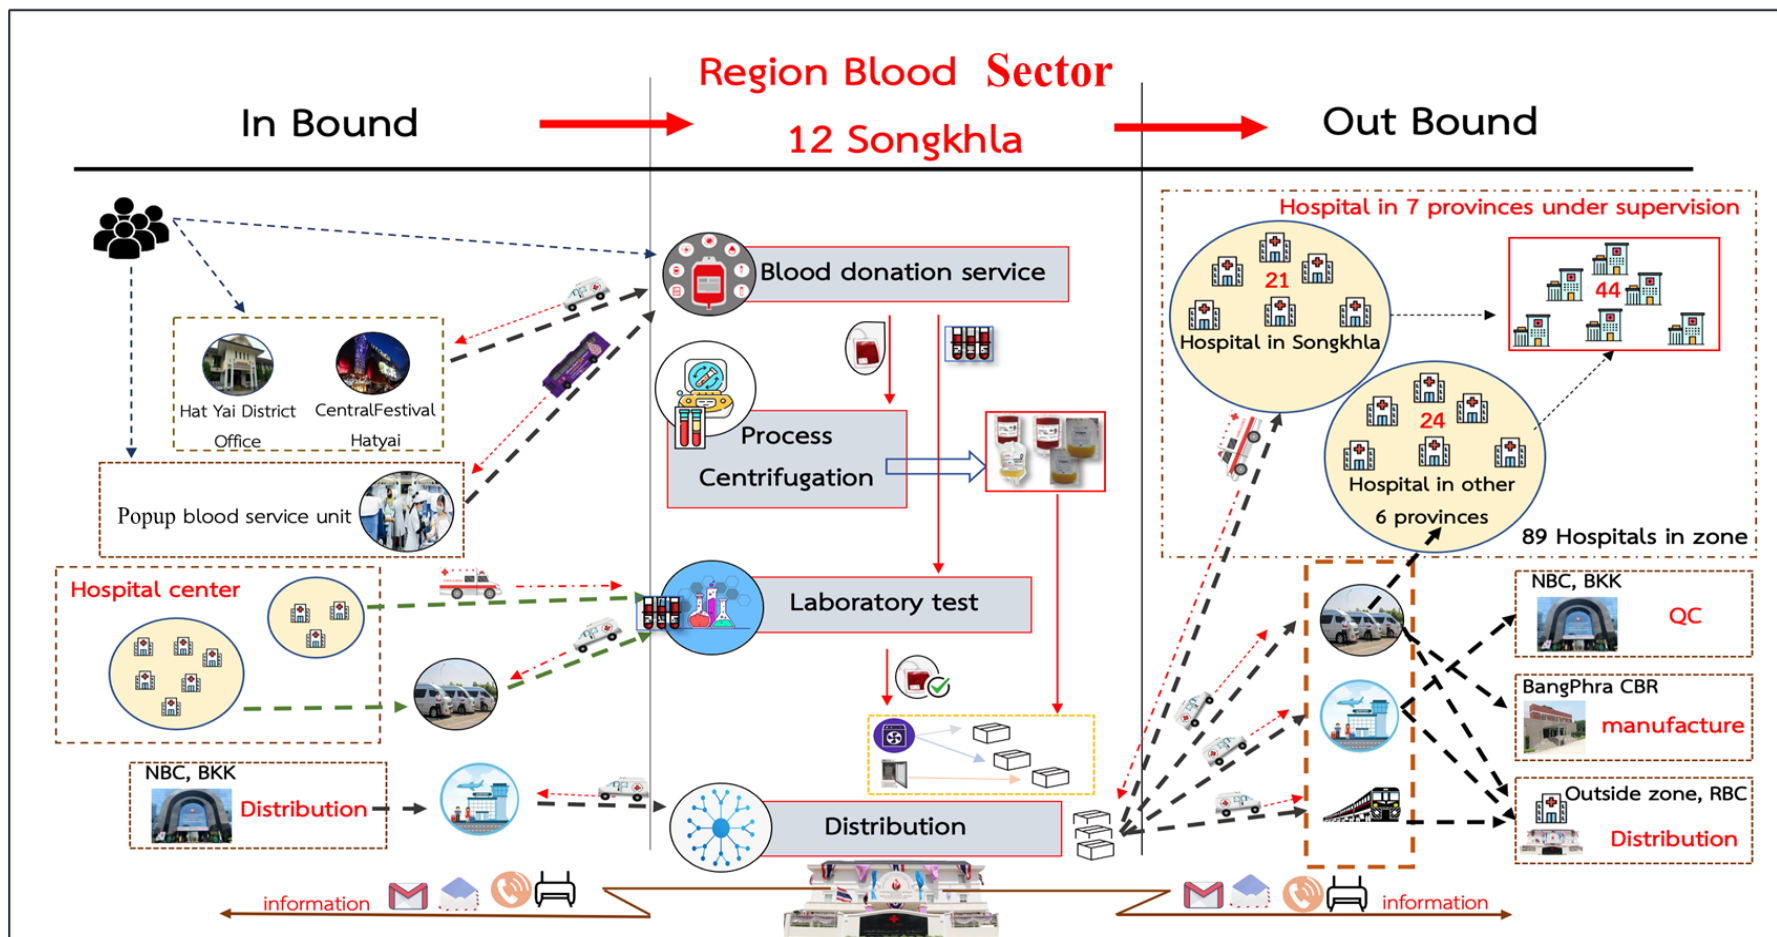 Region Blood Sector
12 Songkhla
In Bound
Out Bound
Hospital in 7 provinces under supervision
Blood donation service
21
44
Hospital in Songkhla
Hat Yai District
Office
CentralFestival
Hatyai
Process
Centrifugation
24
Hospital in other
6 provinces
Popup blood service unit
89 Hospitals in zone
Hospital center
Laboratory test
NBC, BKK
QC
BangPhra CBR
manufacture
NBC, BKK
Distribution
Distribution
Outside zone, RBC
Distribution
information
information